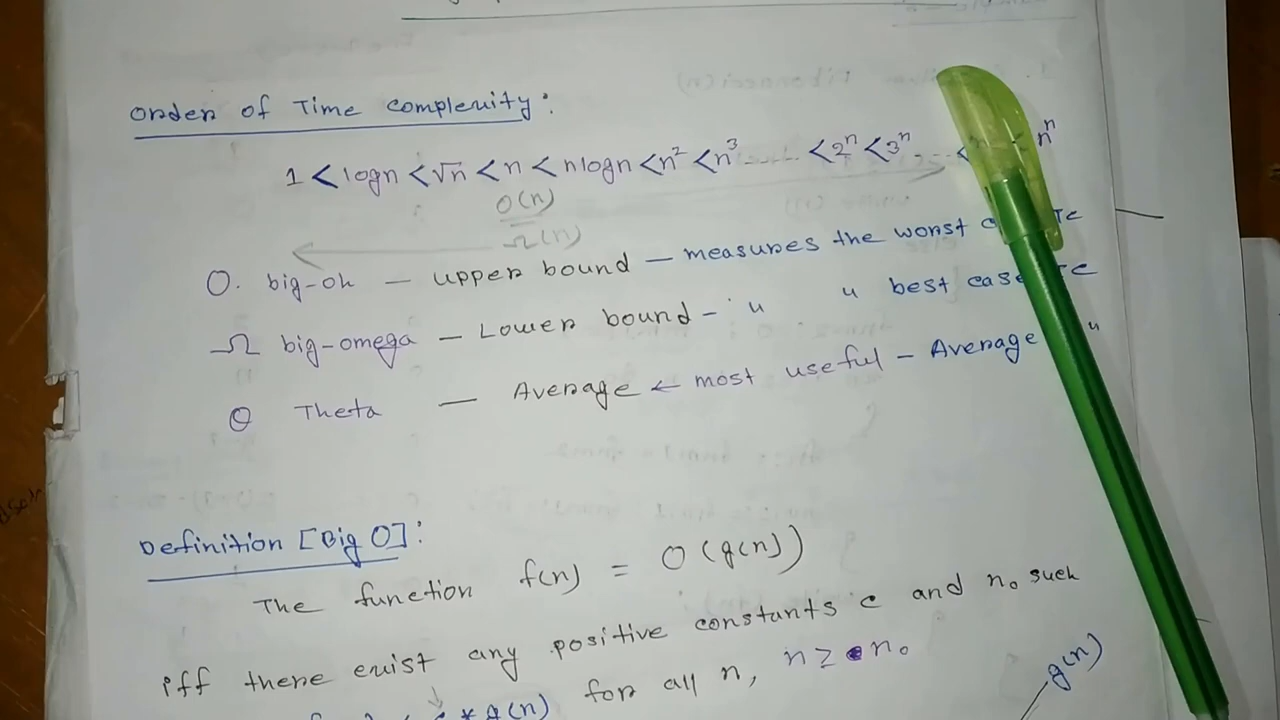 Order of Time Complexity:
1 < logn < √n < n < nlogn < n² < n³ ...... < 2ⁿ < 3ⁿ .... < nⁿ
O(n)
Ω(n)
O. big-oh — upper bound — measures the worst
Ω big-omega — Lower bound - " " best case TC
θ Theta — Average ← most useful - Average "
Definition [Big O]:
The function f(n) = O(g(n))
iff there exist any positive constants c and n₀ such
* g(n) for all n, n ≥ n₀
g(n)